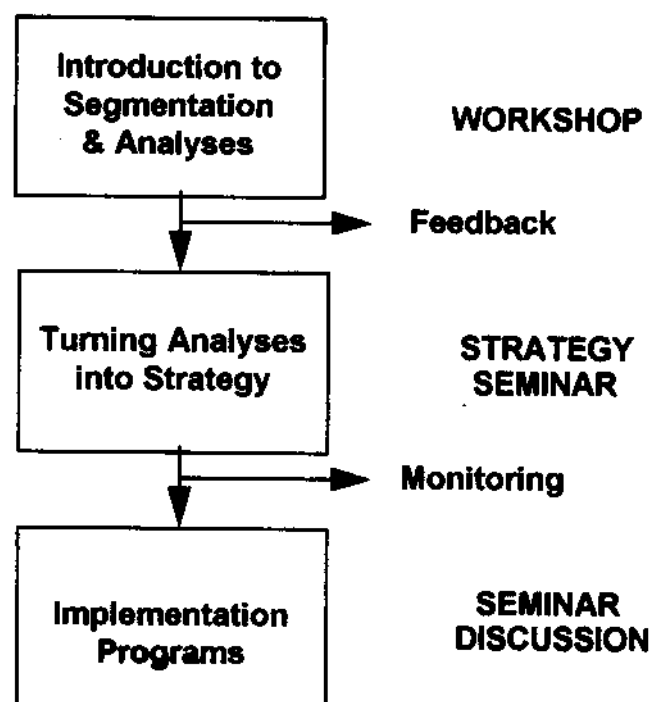 Introduction to
Segmentation
& Analyses
WORKSHOP
Feedback
Turning Analyses
into Strategy
STRATEGY
SEMINAR
Monitoring
Implementation
Programs
SEMINAR
DISCUSSION